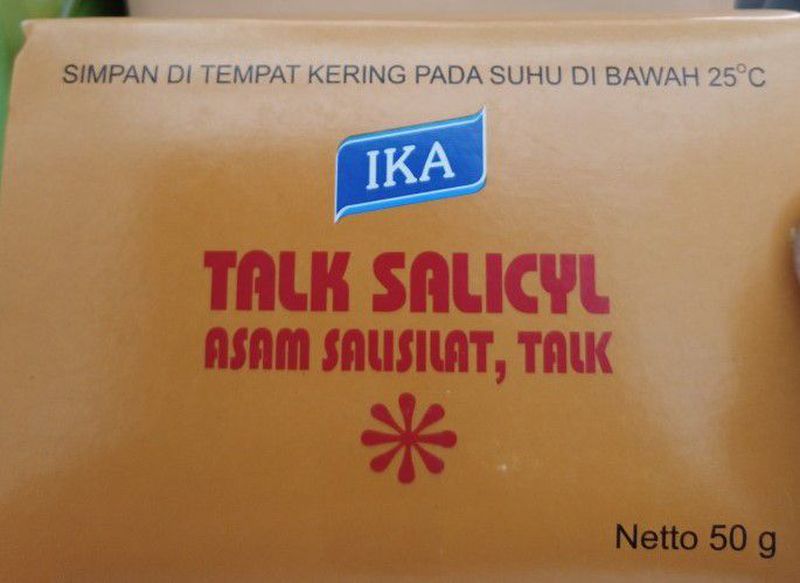 SIMPAN DI TEMPAT KERING PADA SUHU DI BAWAH 25°C
IKA
TALK SALICYL
ASAM SALISILAT, TALK
Netto 50 g